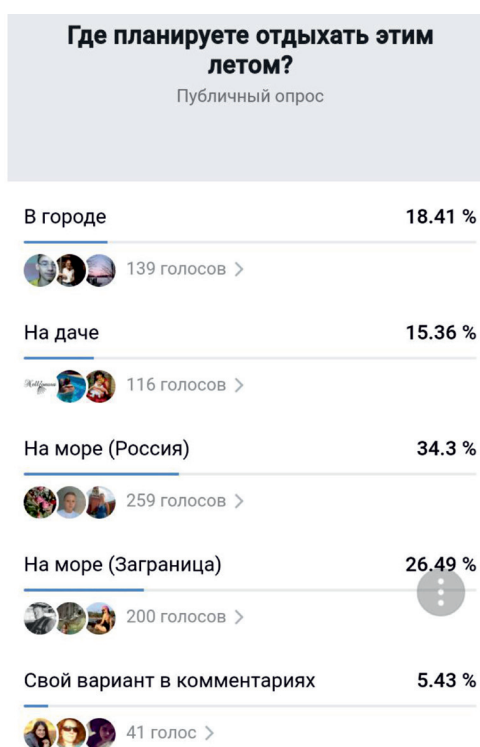 Где планируете отдыхать этим
летом?
Публичный опрос
В городе
18.41 %
139 голосов
На даче
15.36 %
116 голосов
На море (Россия)
34.3 %
259 голосов
На море (Заграница)
26.49 %
200 голосов
Свой вариант в комментариях
5.43 %
41 голос